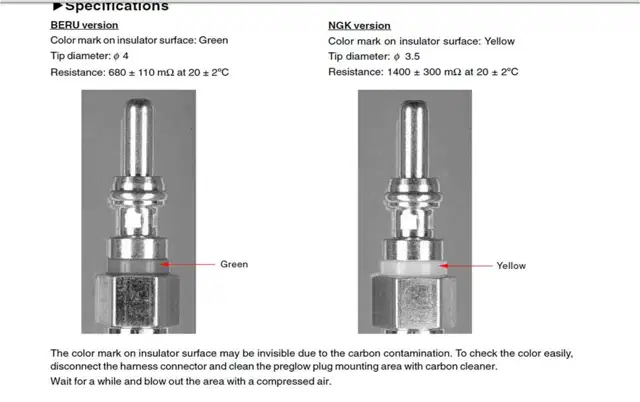 ▶Specifications
BERU version
Color mark on insulator surface: Green
Tip diameter: ϕ 4
Resistance: 680 ± 110 mΩ at 20 ± 2ºC
NGK version
Color mark on insulator surface: Yellow
Tip diameter: ϕ 3.5
Resistance: 1400 ± 300 mΩ at 20 ± 2ºC
Green
Yellow
The color mark on insulator surface may be invisible due to the carbon contamination. To check the color easily,
disconnect the harness connector and clean the preglow plug mounting area with carbon cleaner.
Wait for a while and blow out the area with a compressed air.